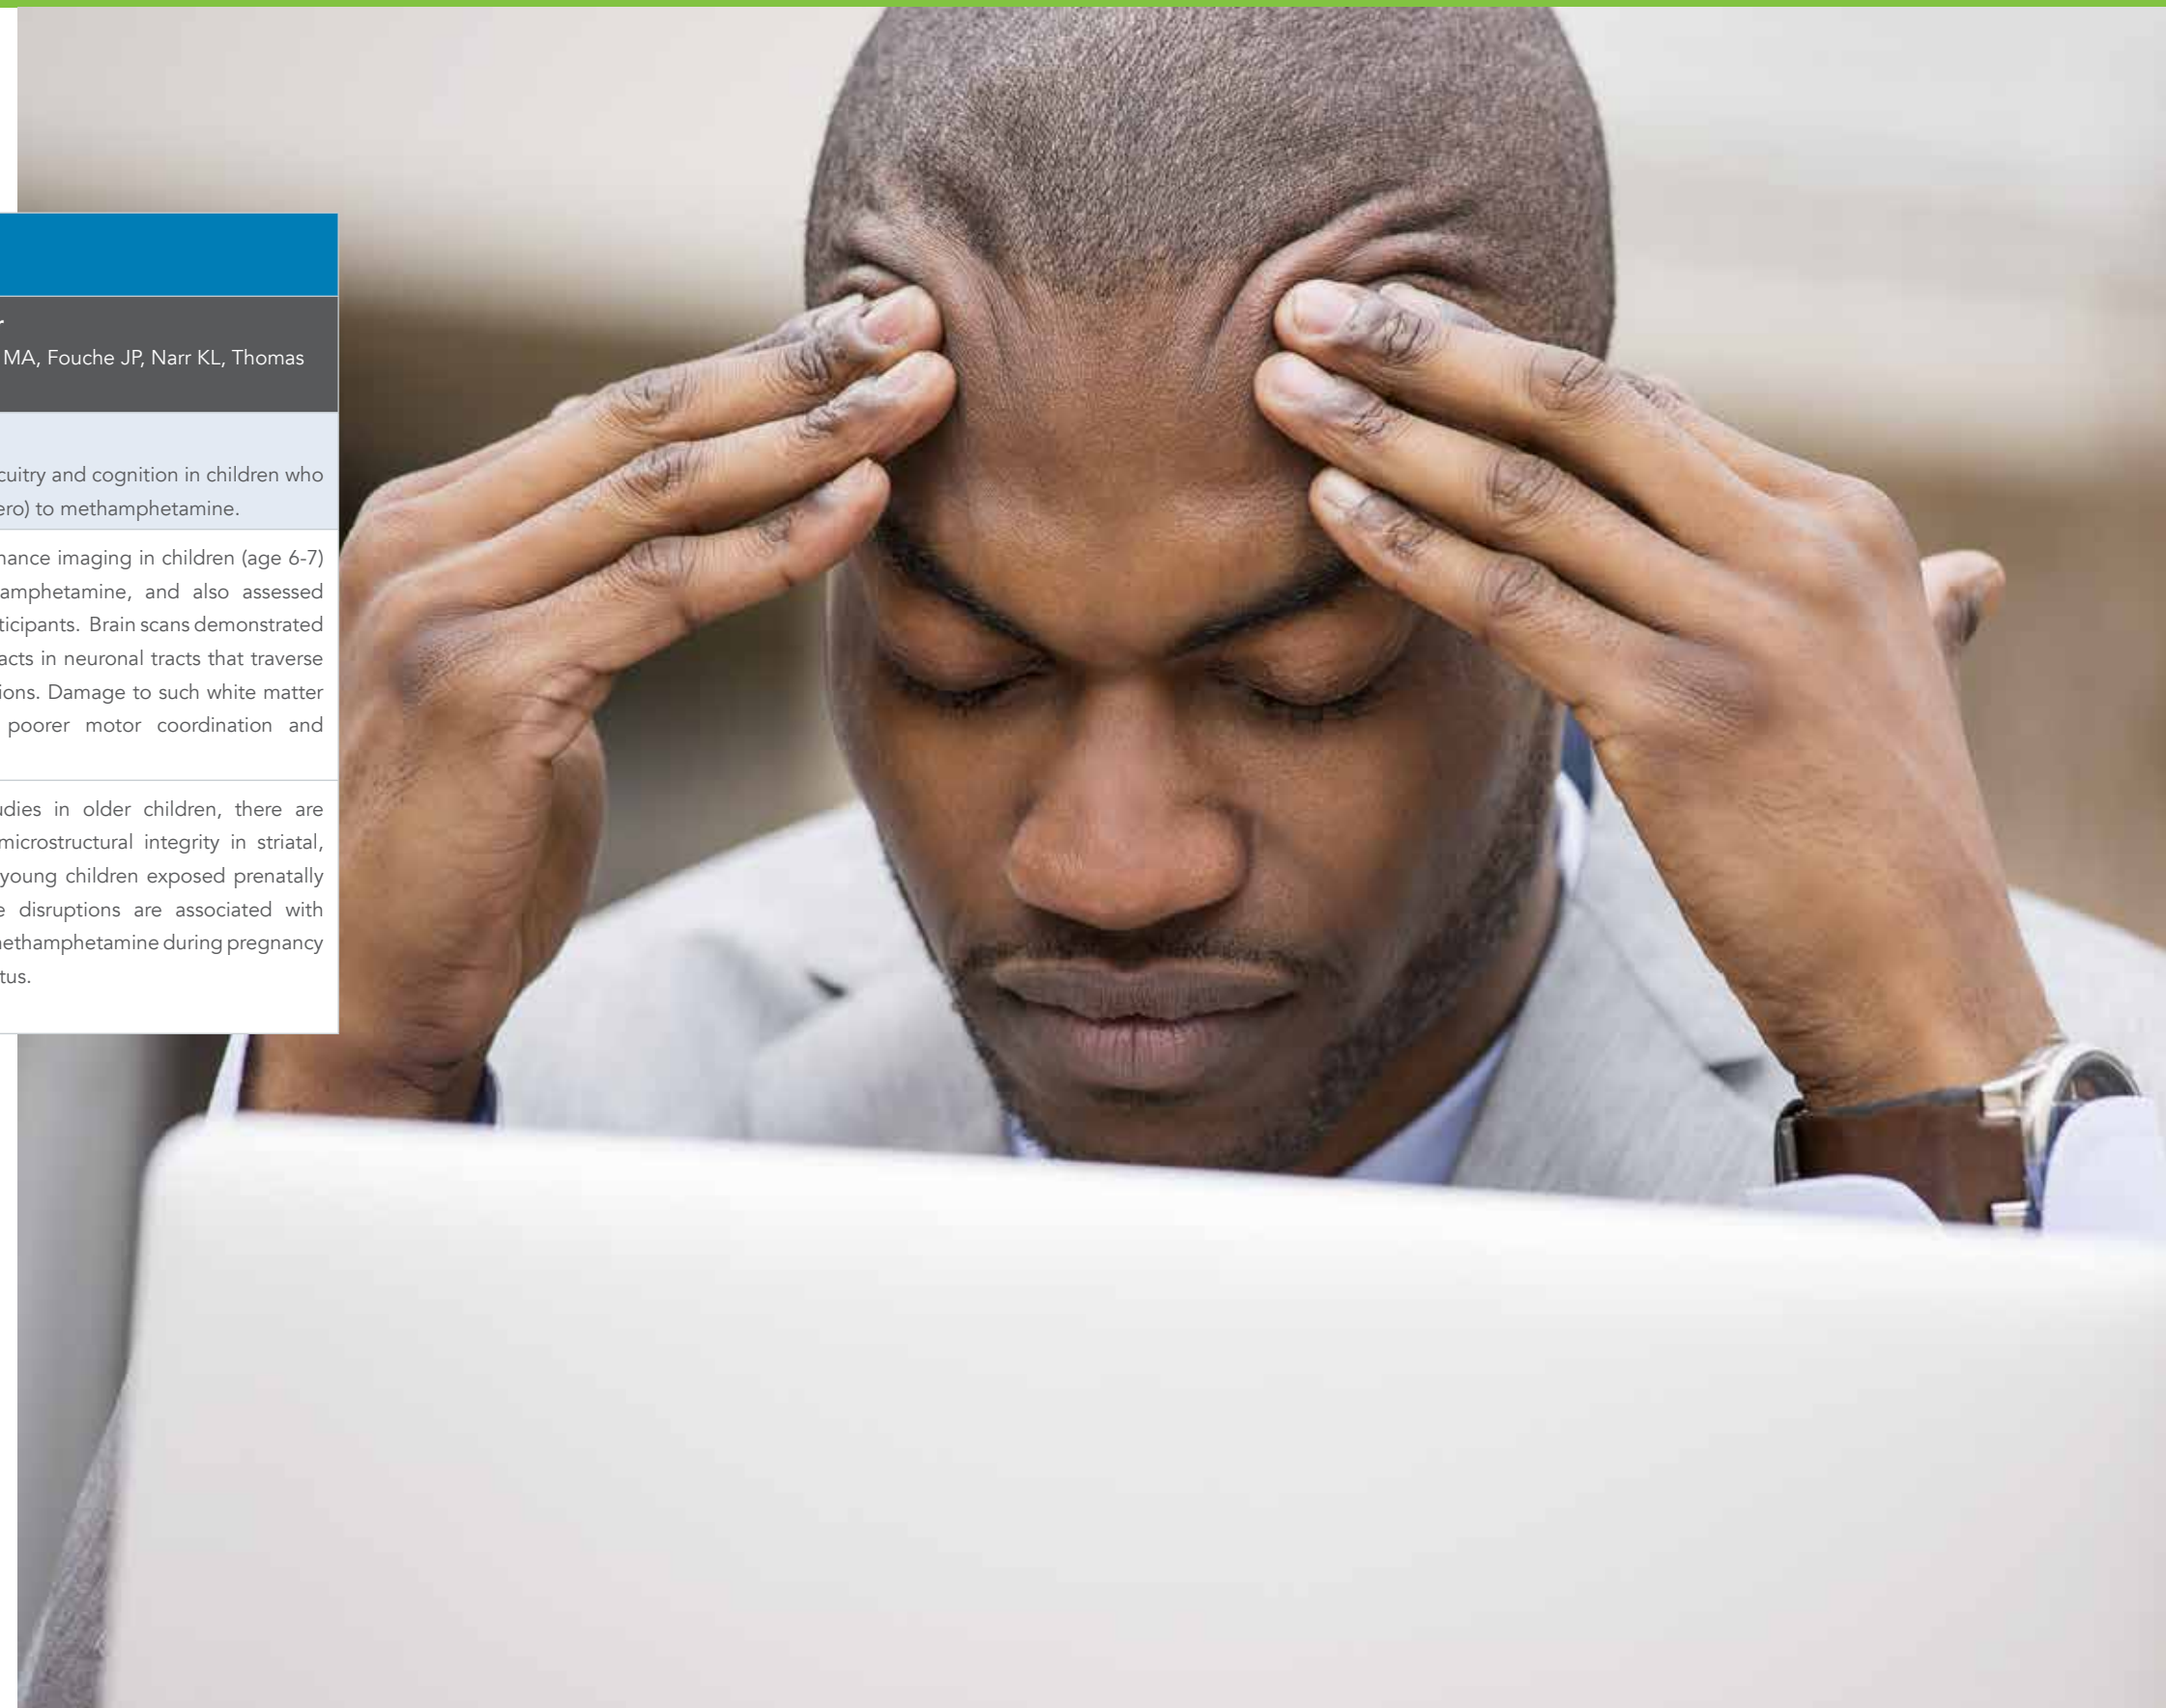 MA, Fouche JP, Narr KL, Thomas
cuitry and cognition in children who
ero) to methamphetamine.
nance imaging in children (age 6-7)
amphetamine, and also assessed
ticipants. Brain scans demonstrated
acts in neuronal tracts that traverse
ions. Damage to such white matter
poorer motor coordination and
udies in older children, there are
microstructural integrity in striatal,
young children exposed prenatally
e disruptions are associated with
nethamphetamine during pregnancy
tus.